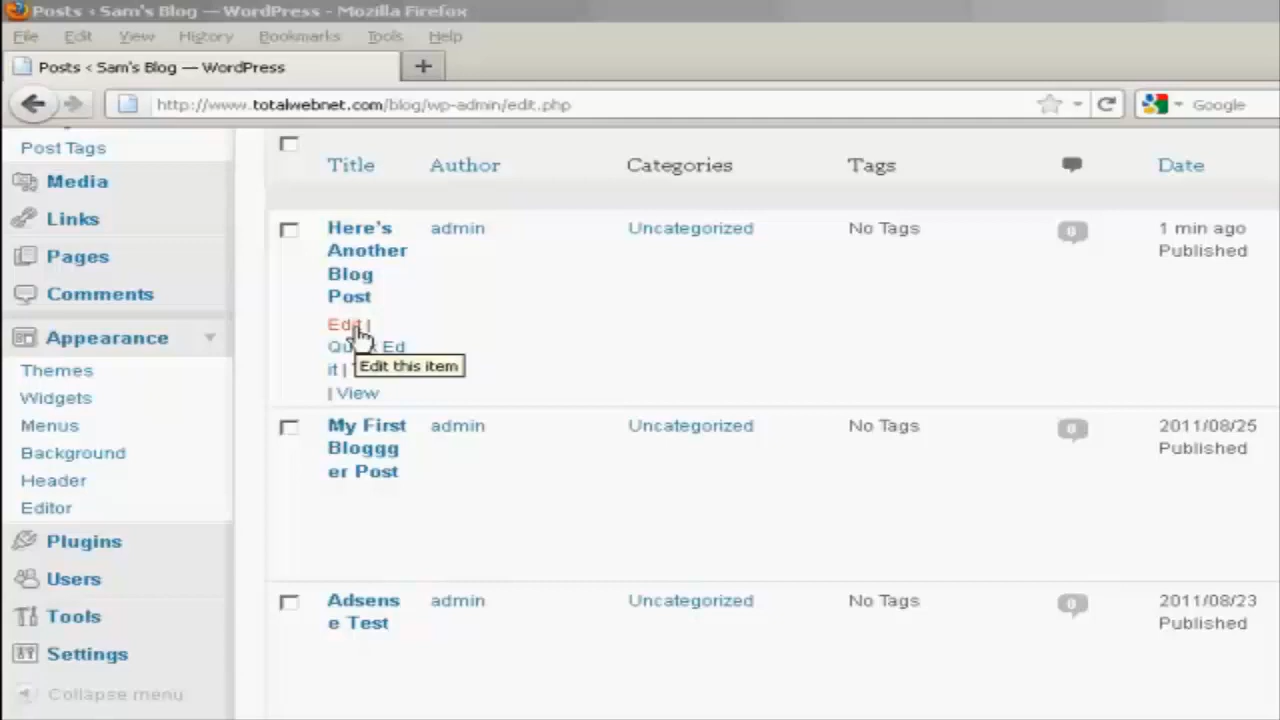 Posts ‹ Sam's Blog — WordPress - Mozilla Firefox
File Edit View History Bookmarks Tools Help
Posts ‹ Sam's Blog — WordPress
http://www.totalwebnet.com/blog/wp-admin/edit.php Google
Post Tags
Media
Links
Pages
Comments
Appearance
Themes
Widgets
Menus
Background
Header
Editor
Plugins
Users
Tools
Settings
Collapse menu
Title Author Categories Tags Date
Here's admin Uncategorized No Tags 0 1 min ago
Another Published
Blog
Post
Edit |
Ed
it |
Edit this item
| View
My First admin Uncategorized No Tags 0 2011/08/25
Bloggg Published
er Post
Adsens admin Uncategorized No Tags 0 2011/08/23
e Test Published